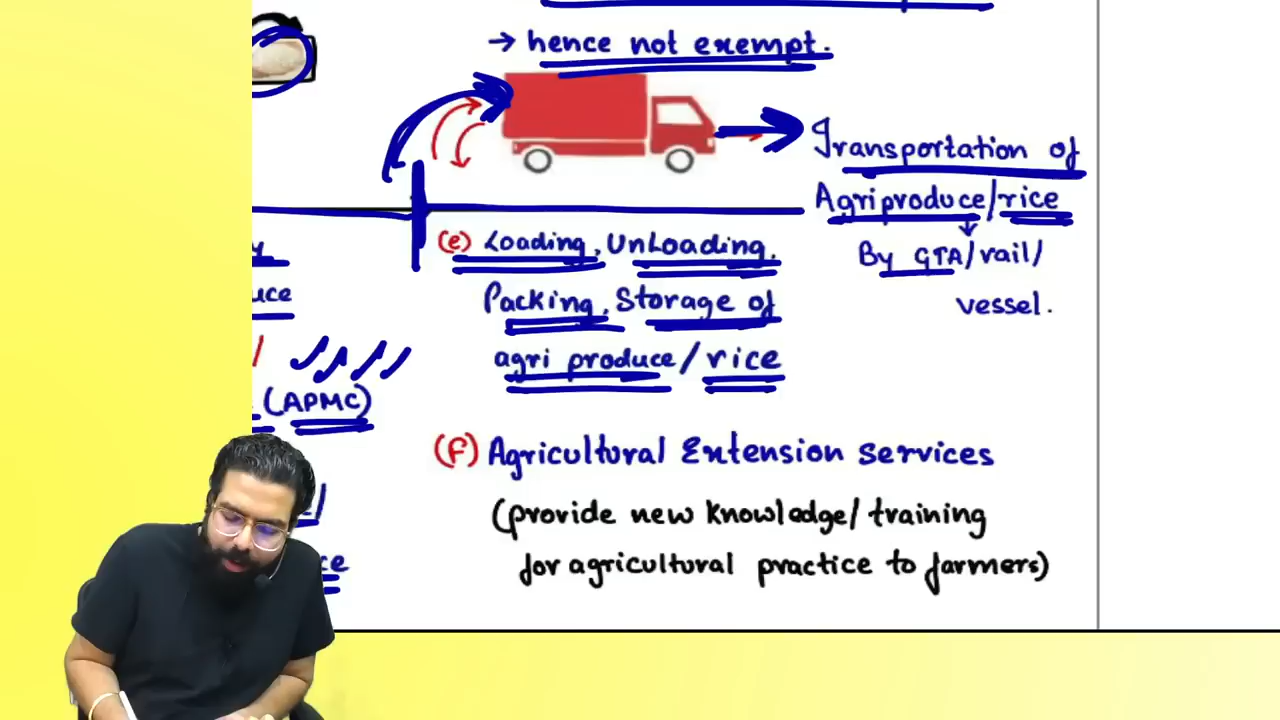 → hence not exempt.
Transportation of
Agriproduce/rice
By GTA/rail/
vessel.
(e) Loading, UnLoading,
Packing, Storage of
agri produce/rice
(APMC)
(f) Agricultural Extension services
(provide new knowledge/training
for agricultural practice to farmers)